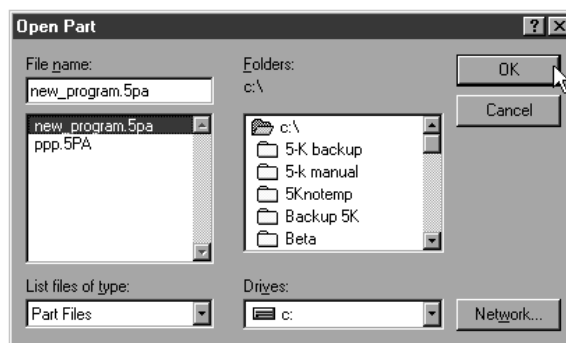 Open Part
File name:
new_program.5pa
new_program.5pa
ppp.5PA
List files of type:
Part Files
Folders:
c:\
c:\
5-K backup
5-k manual
5Knotemp
Backup 5K
Beta
Drives:
c:
OK
Cancel
Network...